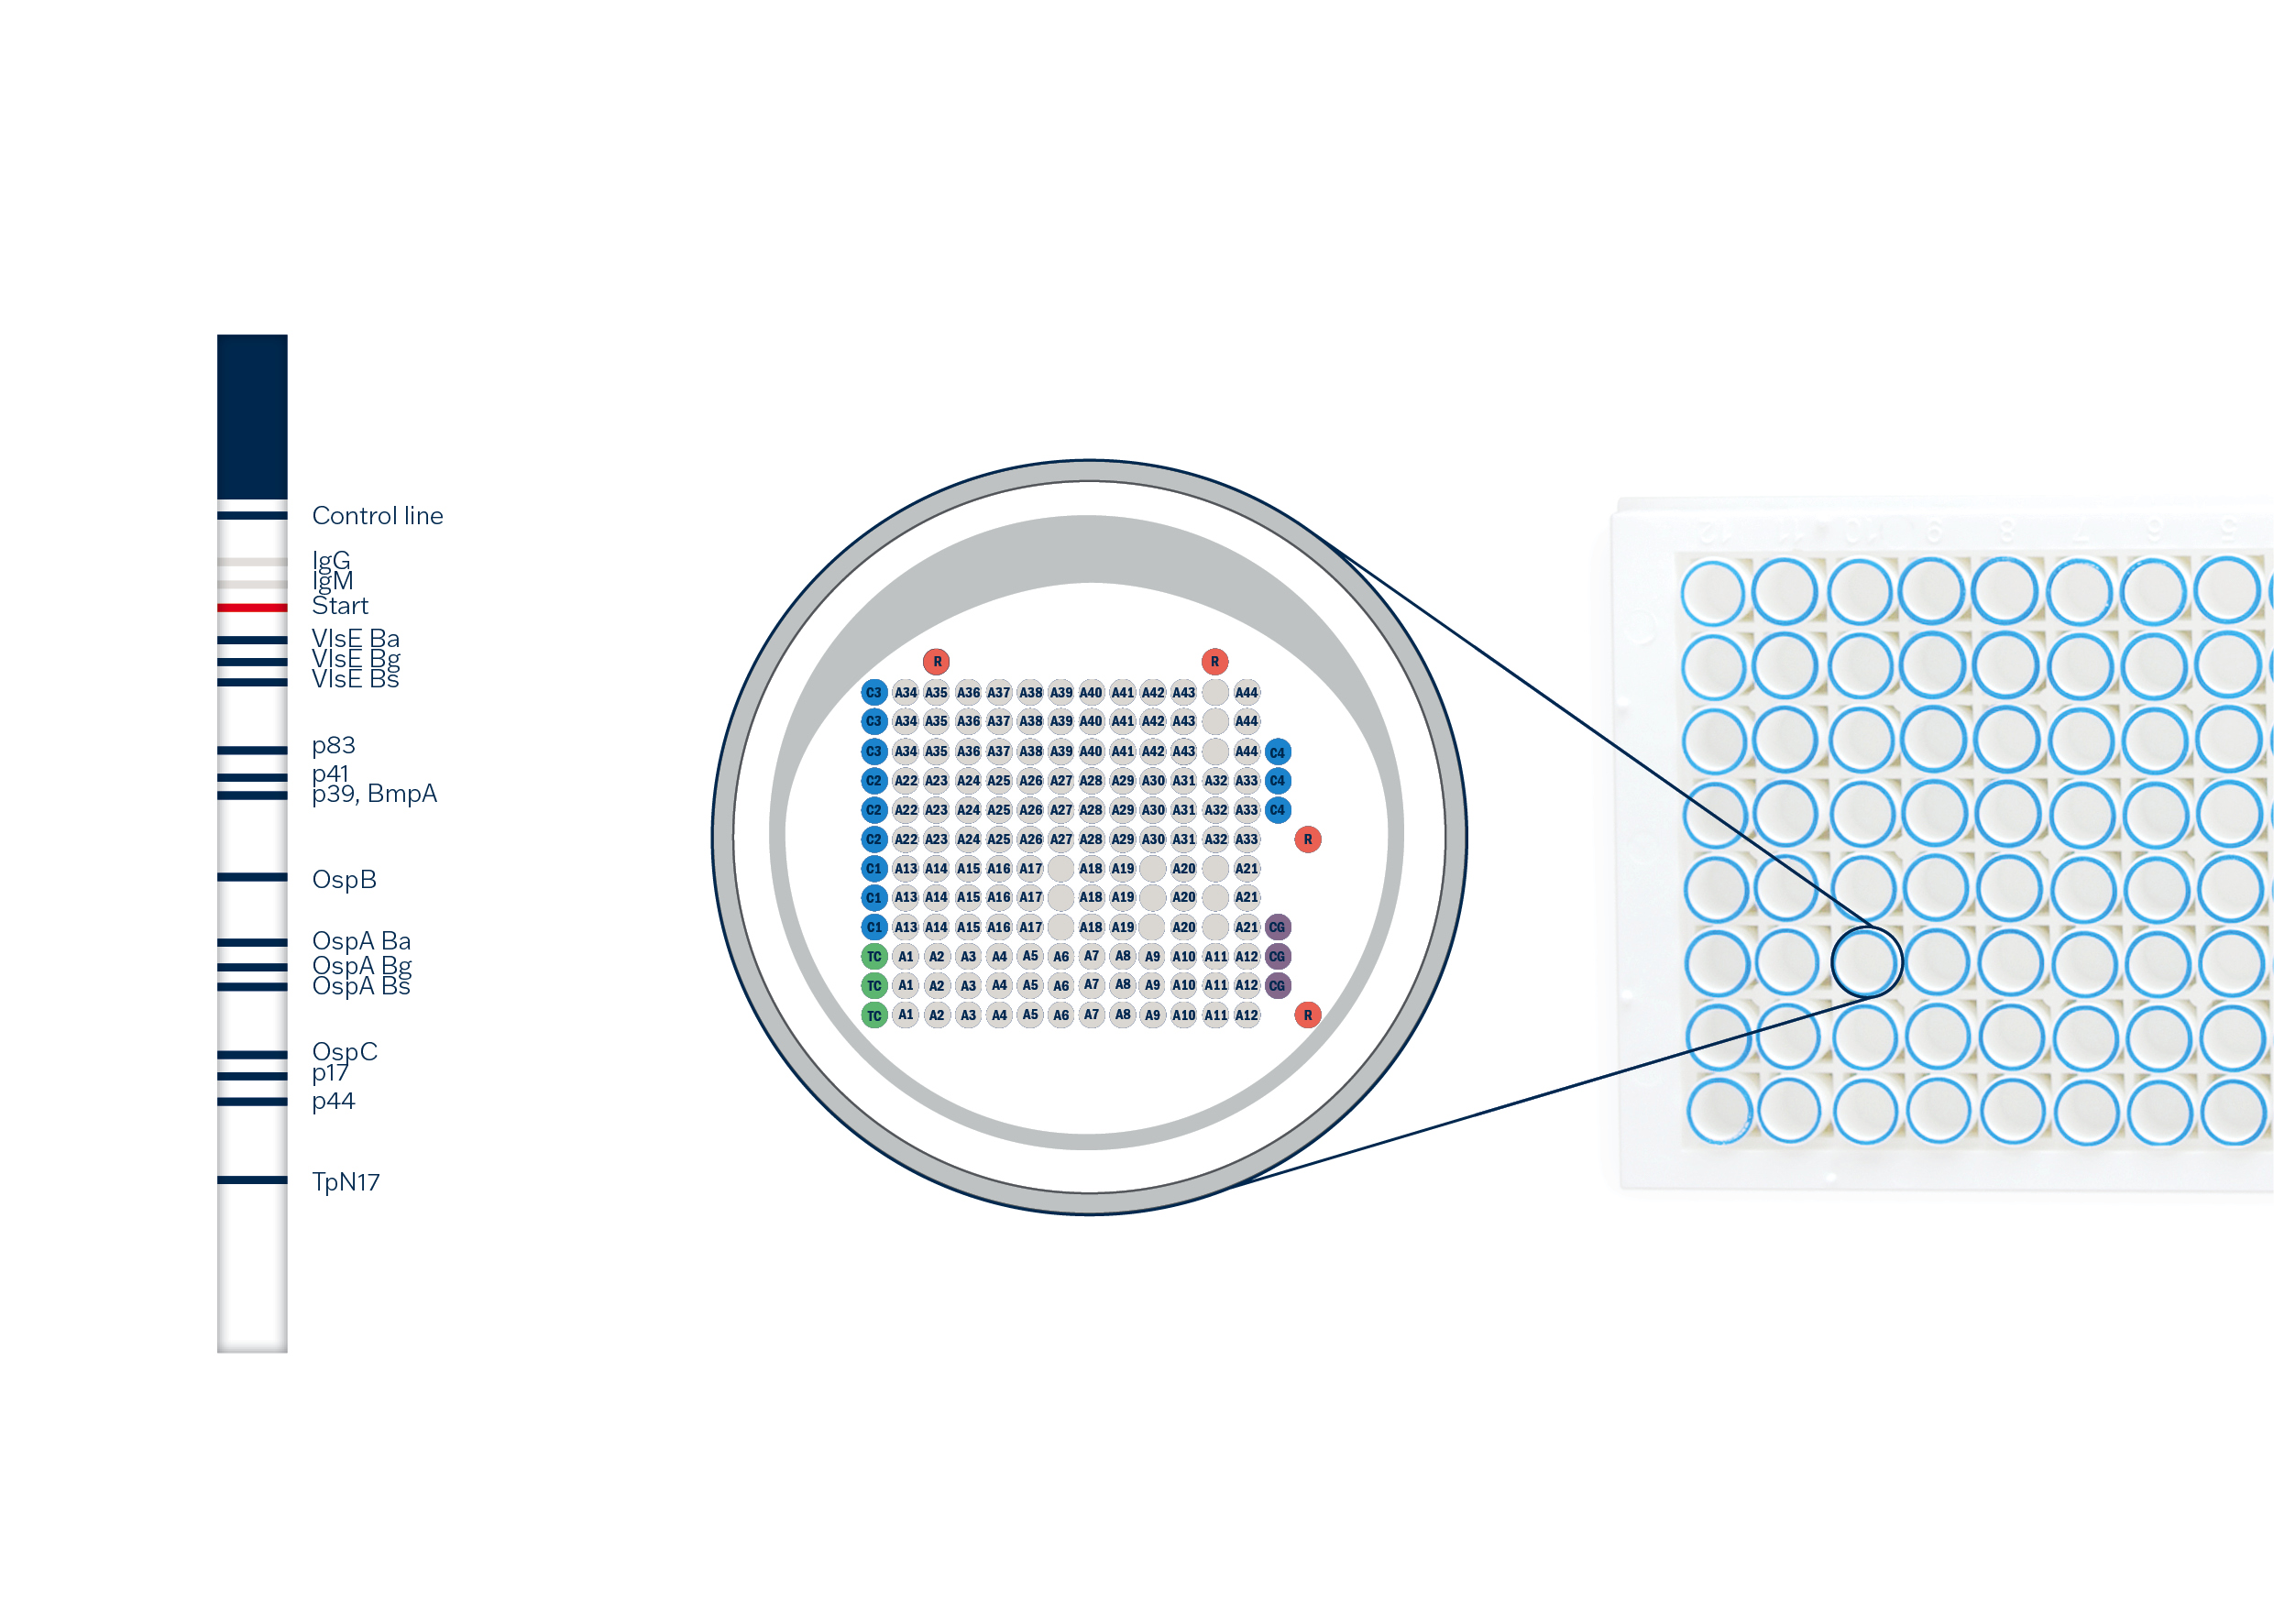 Control line
IgG
IgM
Start
VlsE Ba
VlsE Bg
VlsE Bs
p83
p41
p39, BmpA
OspB
OspA Ba
OspA Bg
OspA Bs
OspC
p17
p44
TpN17
R R
C3 A34 A35 A36 A37 A38 A39 A40 A41 A42 A43 A44
C3 A34 A35 A36 A37 A38 A39 A40 A41 A42 A43 A44
C3 A34 A35 A36 A37 A38 A39 A40 A41 A42 A43 A44 C4
C2 A22 A23 A24 A25 A26 A27 A28 A29 A30 A31 A32 A33 C4
C2 A22 A23 A24 A25 A26 A27 A28 A29 A30 A31 A32 A33 C4
C2 A22 A23 A24 A25 A26 A27 A28 A29 A30 A31 A32 A33 R
C1 A13 A14 A15 A16 A17 A18 A19 A20 A21
C1 A13 A14 A15 A16 A17 A18 A19 A20 A21
C1 A13 A14 A15 A16 A17 A18 A19 A20 A21 CG
TC A1 A2 A3 A4 A5 A6 A7 A8 A9 A10 A11 A12 CG
TC A1 A2 A3 A4 A5 A6 A7 A8 A9 A10 A11 A12 CG
TC A1 A2 A3 A4 A5 A6 A7 A8 A9 A10 A11 A12 R
12 11 10 9 8 7 6 5